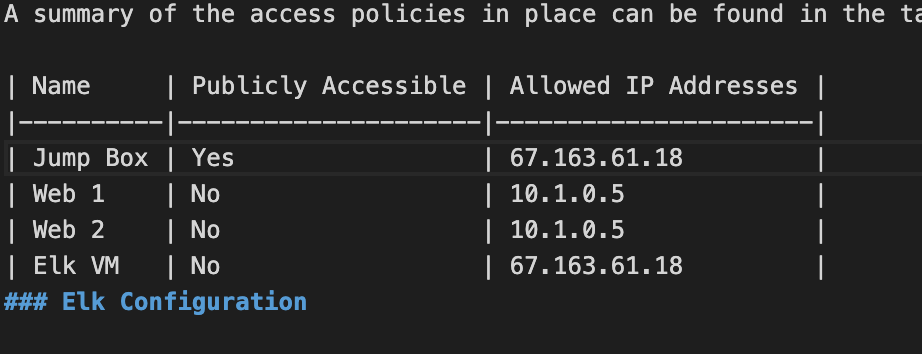 A summary of the access policies in place can be found in the
| Name     | Publicly Accessible | Allowed IP Addresses |
|----------|---------------------|----------------------|
| Jump Box | Yes                 | 67.163.61.18         |
| Web 1    | No                  | 10.1.0.5             |
| Web 2    | No                  | 10.1.0.5             |
| Elk VM   | No                  | 67.163.61.18         |
### Elk Configuration